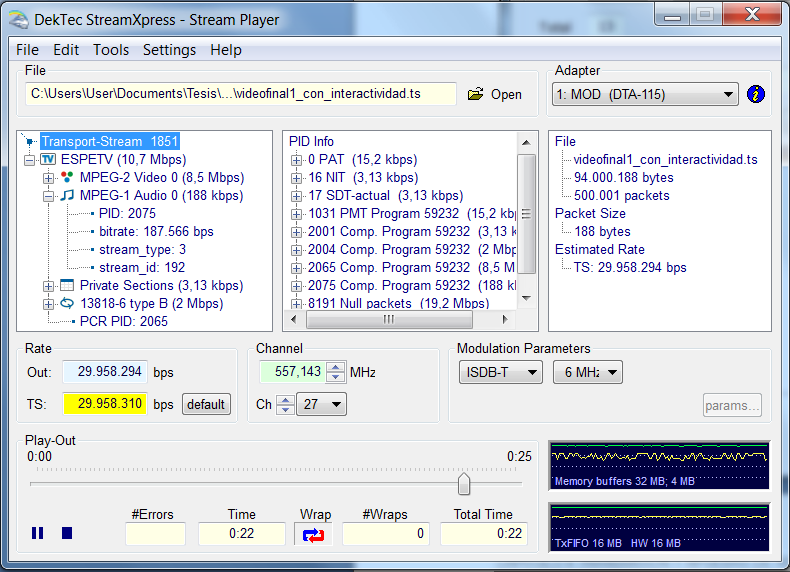 DekTec StreamXpress - Stream Player
File Edit Tools Settings Help
File
C:\Users\User\Documents\Tesis\...\videofinal1_con_interactividad.ts
Open
Adapter
1: MOD (DTA-115)
Transport-Stream 1851
ESPETV (10,7 Mbps)
MPEG-2 Video 0 (8,5 Mbps)
MPEG-1 Audio 0 (188 kbps)
PID: 2075
bitrate: 187.566 bps
stream_type: 3
stream_id: 192
Private Sections (3,13 kbps)
13818-6 type B (2 Mbps)
PCR PID: 2065
PID Info
0 PAT (15,2 kbps)
16 NIT (3,13 kbps)
17 SDT-actual (3,13 kbps)
1031 PMT Program 59232 (15,2 kb
2001 Comp. Program 59232 (3,13 k
2004 Comp. Program 59232 (2 Mb
2065 Comp. Program 59232 (8,5 M
2075 Comp. Program 59232 (188 k
8191 Null packets (19,2 Mbps)
File
videofinal1_con_interactividad.ts
94.000.188 bytes
500.001 packets
Packet Size
188 bytes
Estimated Rate
TS: 29.958.294 bps
Rate
Out: 29.958.294 bps
TS: 29.958.310 bps default
Channel
557,143 MHz
Ch 27
Modulation Parameters
ISDB-T 6 MHz
params...
Play-Out
0:00 0:25
#Errors Time Wrap #Wraps Total Time
0:22 0 0:22
Memory buffers 32 MB; 4 MB
TxFIFO 16 MB HW 16 MB